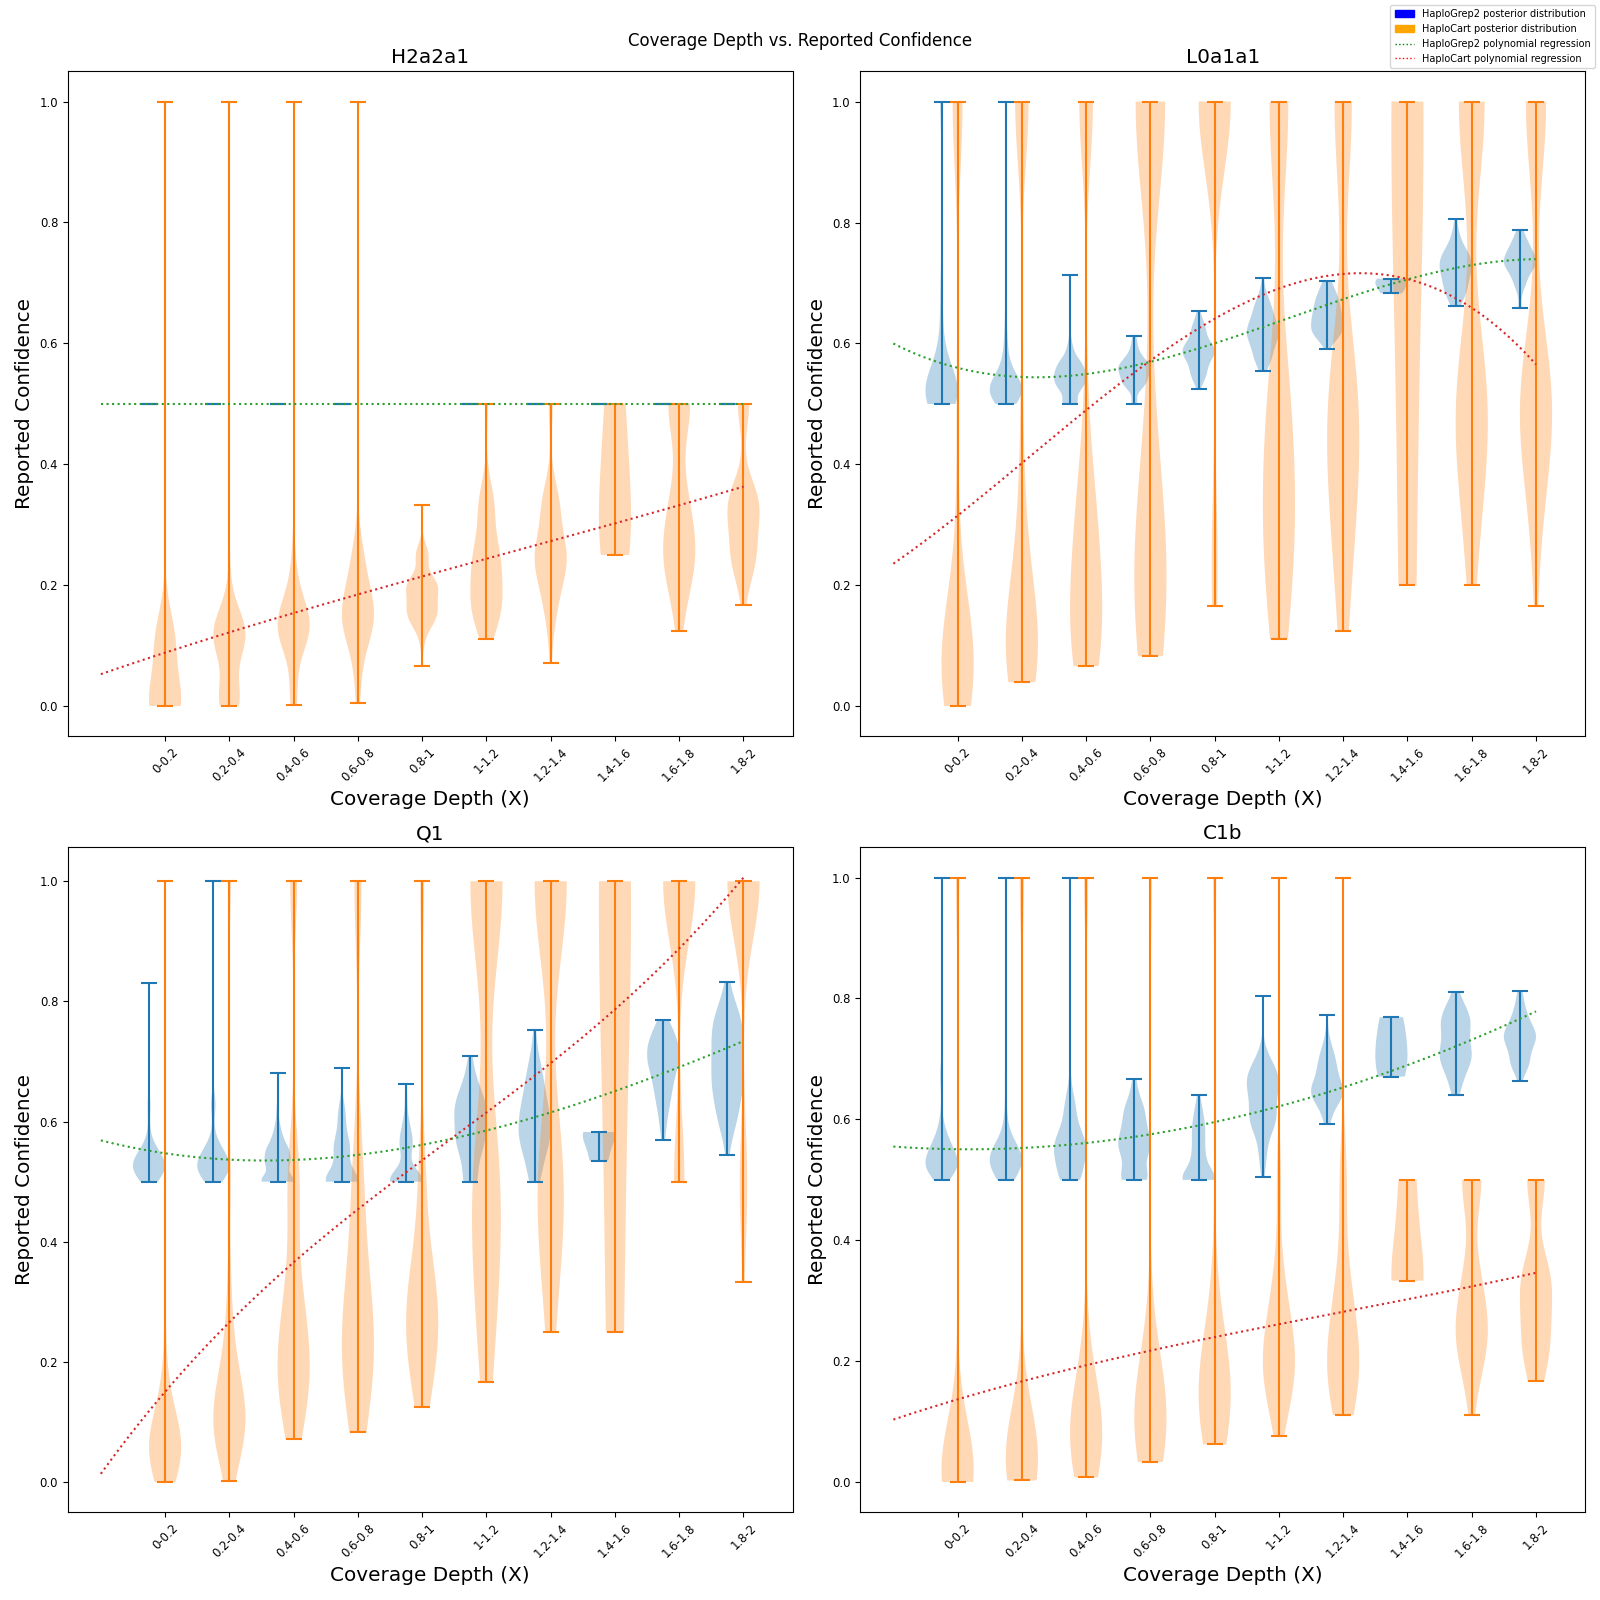 HaploGrep2 posterior distribution
HaploCart posterior distribution
HaploGrep2 polynomial regression
HaploCart polynomial regression
Coverage Depth vs. Reported Confidence
H2a2a1
Reported Confidence
1.0
0.8
0.6
0.4
0.2
0.0
0-0.2 0.2-0.4 0.4-0.6 0.6-0.8 0.8-1 1-1.2 1.2-1.4 1.4-1.6 1.6-1.8 1.8-2
Coverage Depth (X)
L0a1a1
Reported Confidence
1.0
0.8
0.6
0.4
0.2
0.0
0-0.2 0.2-0.4 0.4-0.6 0.6-0.8 0.8-1 1-1.2 1.2-1.4 1.4-1.6 1.6-1.8 1.8-2
Coverage Depth (X)
Q1
Reported Confidence
1.0
0.8
0.6
0.4
0.2
0.0
0-0.2 0.2-0.4 0.4-0.6 0.6-0.8 0.8-1 1-1.2 1.2-1.4 1.4-1.6 1.6-1.8 1.8-2
Coverage Depth (X)
C1b
Reported Confidence
1.0
0.8
0.6
0.4
0.2
0.0
0-0.2 0.2-0.4 0.4-0.6 0.6-0.8 0.8-1 1-1.2 1.2-1.4 1.4-1.6 1.6-1.8 1.8-2
Coverage Depth (X)